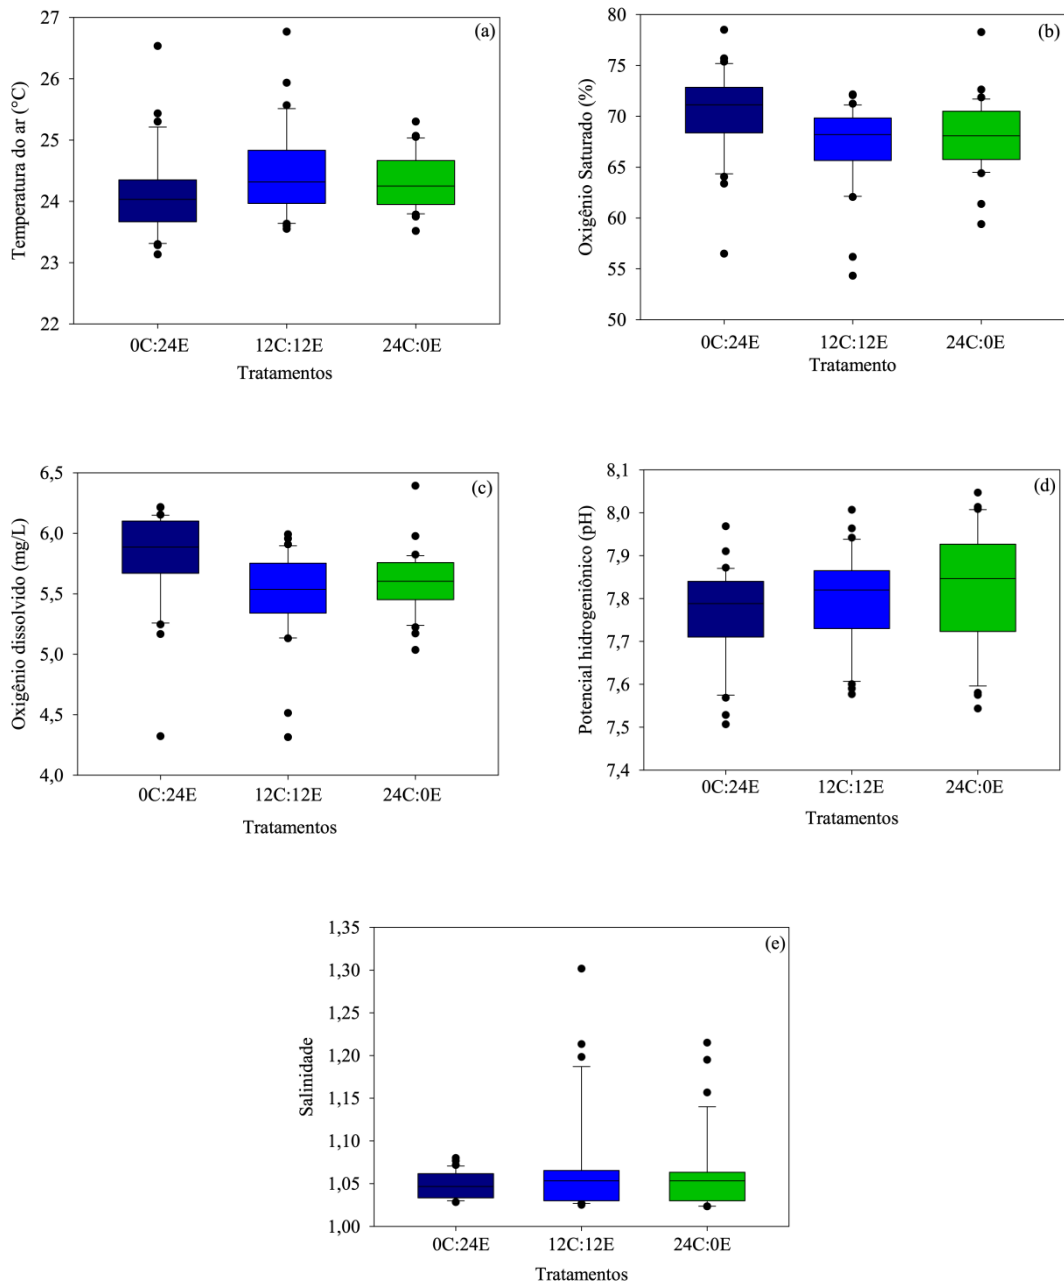 (a)
Temperatura do ar (°C)
27
26
25
24
23
22
0C:24E 12C:12E 24C:0E
Tratamentos
(b)
Oxigênio Saturado (%)
80
75
70
65
60
55
50
0C:24E 12C:12E 24C:0E
Tratamento
(c)
Oxigênio dissolvido (mg/L)
6,5
6,0
5,5
5,0
4,5
4,0
0C:24E 12C:12E 24C:0E
Tratamentos
(d)
Potencial hidrogeniônico (pH)
8,1
8,0
7,9
7,8
7,7
7,6
7,5
7,4
0C:24E 12C:12E 24C:0E
Tratamentos
(e)
Salinidade
1,35
1,30
1,25
1,20
1,15
1,10
1,05
1,00
0C:24E 12C:12E 24C:0E
Tratamentos